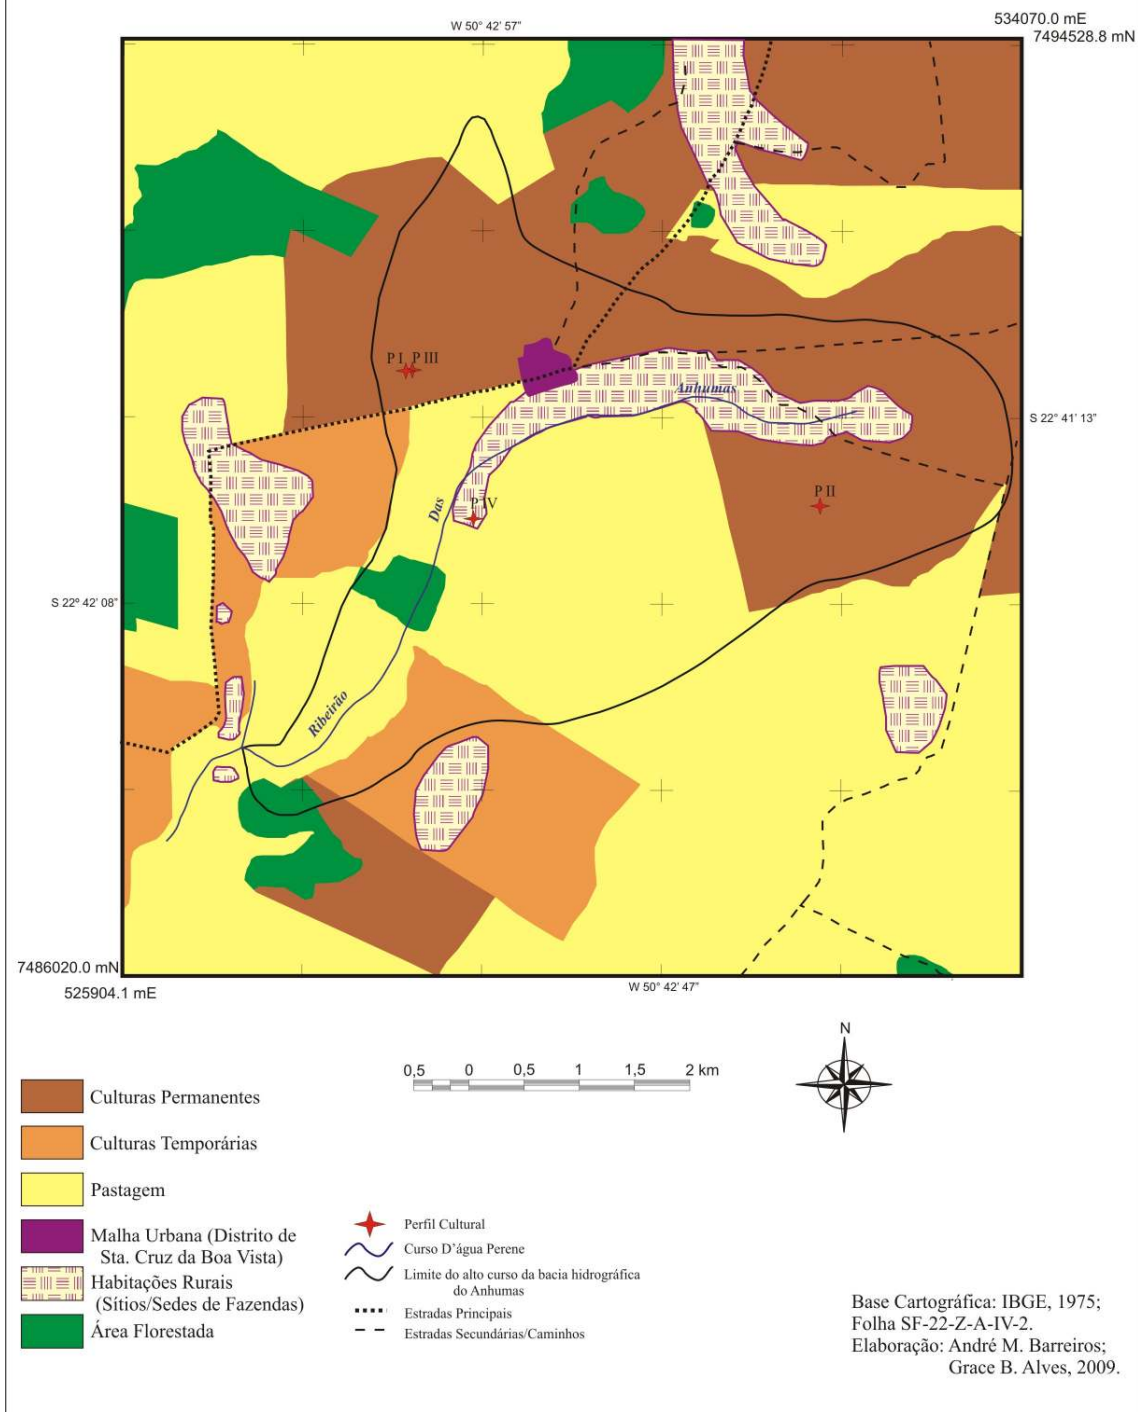 534070.0 mE
W 50° 42' 57"
7494528.8 mN
P I P III
Anhumas
S 22° 41' 13"
P II
P IV
Das
S 22º 42' 08"
Ribeirão
7486020.0 mN
525904.1 mE
W 50° 42' 47"
N
0,5 0 0,5 1 1,5 2 km
Culturas Permanentes
Culturas Temporárias
Pastagem
Malha Urbana (Distrito de
Sta. Cruz da Boa Vista)
Habitações Rurais
(Sítios/Sedes de Fazendas)
Área Florestada
Perfil Cultural
Curso D'água Perene
Limite do alto curso da bacia hidrográfica
do Anhumas
Estradas Principais
Estradas Secundárias/Caminhos
Base Cartográfica: IBGE, 1975;
Folha SF-22-Z-A-IV-2.
Elaboração: André M. Barreiros;
Grace B. Alves, 2009.